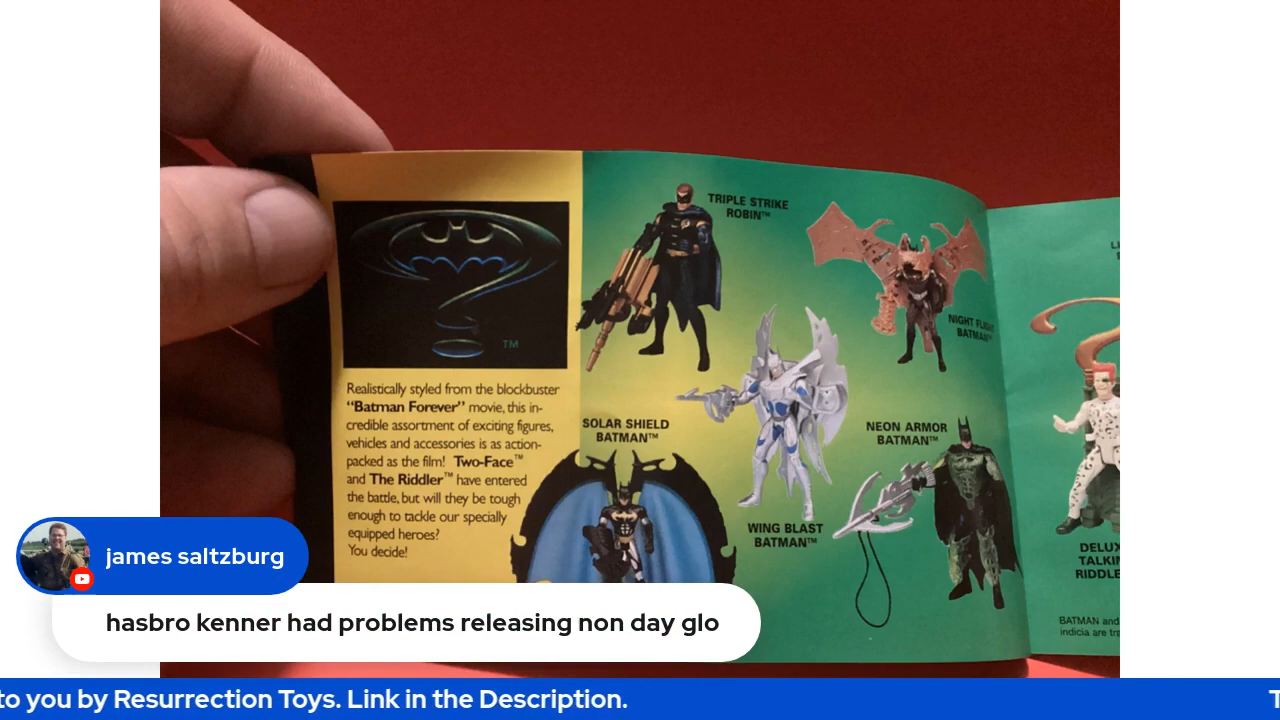 TM
Realistically styled from the blockbuster
“Batman Forever” movie, this in-
credible assortment of exciting figures,
vehicles and accessories is as action-
packed as the film! Two-Face™
and The Riddler™ have entered
the battle, but will they be tough
enough to tackle our specially
equipped heroes?
You decide!
TRIPLE STRIKE
ROBIN™
NIGHT FLIGHT
BATMAN™
SOLAR SHIELD
BATMAN™
WING BLAST
BATMAN™
NEON ARMOR
BATMAN™
TALKIN
RIDDLE
BATMAN and
indicia are tra
james saltzburg
hasbro kenner had problems releasing non day glo
to you by Resurrection Toys. Link in the Description.